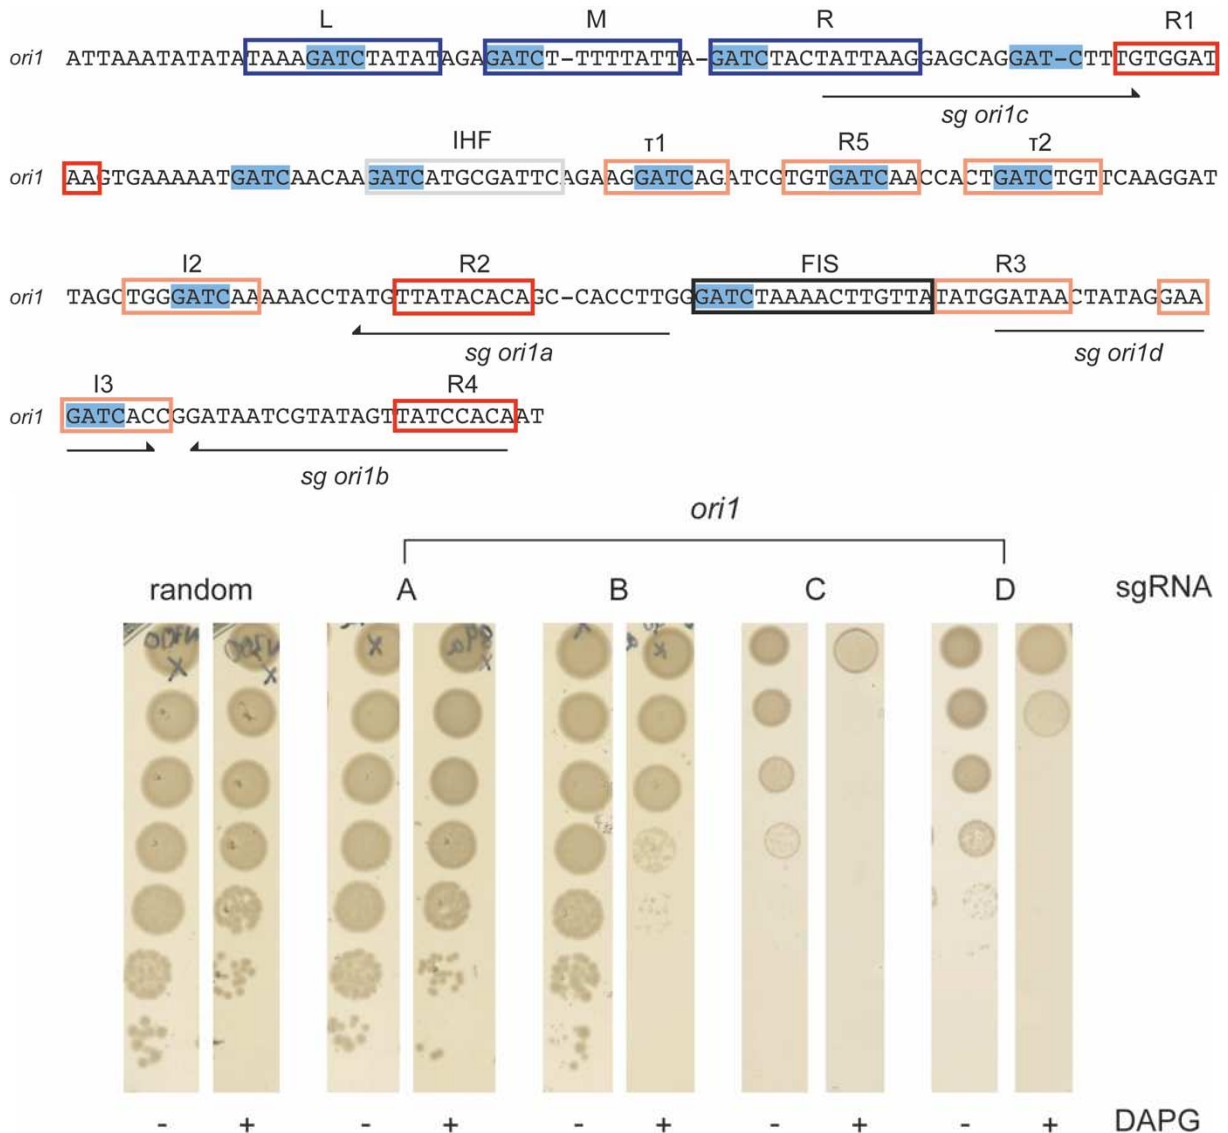 L M R R1
ori1 ATTAAATATATATAAAGATCTATATAGAGATCT-TTTTATTA-GATCTACTATTAAGGAGCAGGAT-CTTTGTGGAT
sg ori1c
IHF τ1 R5 τ2
ori1 AAGTGAAAAATGATCAACAAGATCATGCGATTCAGAAGGATCAGATCGTGTGATCAACCACTGATCTGTTCAAGGAT
I2 R2 FIS R3
ori1 TAGCTGGGATCAAAAACCTATGTTATACACAGC-CACCTTGGGATCTAAAACTTGTTATATGGATAACTATAGGAA
sg ori1a sg ori1d
I3 R4
ori1 GATCACCGGATAATCGTATAGTTATCCACAAT
sg ori1b
ori1
random A B C D sgRNA
- + - + - + - + - + DAPG